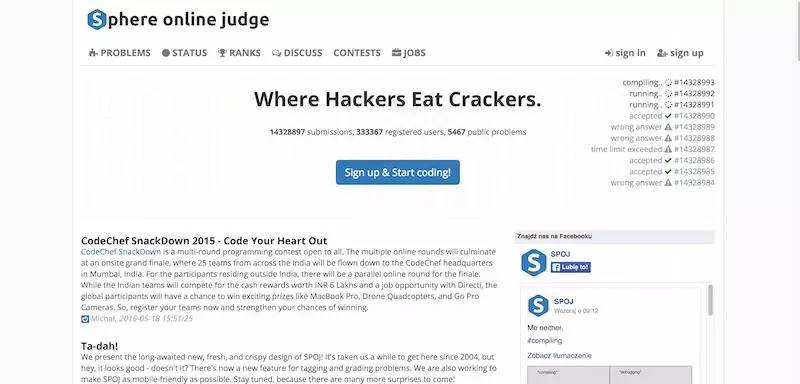 Sphere online judge
PROBLEMS STATUS RANKS DISCUSS CONTESTS JOBS sign in sign up
Where Hackers Eat Crackers.
14328897 submissions, 333367 registered users, 5467 public problems
Sign up & Start coding!
compiling.. #14328993
running.. #14328992
running.. #14328991
accepted #14328990
wrong answer #14328989
wrong answer #14328988
time limit exceeded #14328987
accepted #14328986
accepted #14328985
wrong answer #14328984
CodeChef SnackDown 2015 - Code Your Heart Out
CodeChef SnackDown is a multi-round programming contest open to all. The multiple online rounds will culminate
at an onsite grand finale, where 25 teams from across the India will be flown down to the CodeChef headquarters
in Mumbai, India. For the participants residing outside India, there will be a parallel online round for the finale.
While the Indian teams will compete for the cash rewards worth INR 6 Lakhs and a job opportunity with Directi, the
global participants will have a chance to win exciting prizes like MacBook Pro, Drone Quadcopters, and Go Pro
Cameras. So, register your teams now and strengthen your chances of winning.
Michał, 2015-05-18 15:51:25
Ta-dah!
We present the long-awaited new, fresh, and crispy design of SPOJ! It's taken us a while to get here since 2004, but
hey, it looks good - doesn't it? There's now a new feature for tagging and grading problems. We are also working
to make SPOJ as mobile-friendly as possible. Stay tuned, because there are many more surprises to come!
Znajdź nas na Facebooku
SPOJ
Lubię to!
SPOJ
Wczoraj o 09:12
Me neither.
#compiling
Zobacz tłumaczenie
"compiling" "debugging"